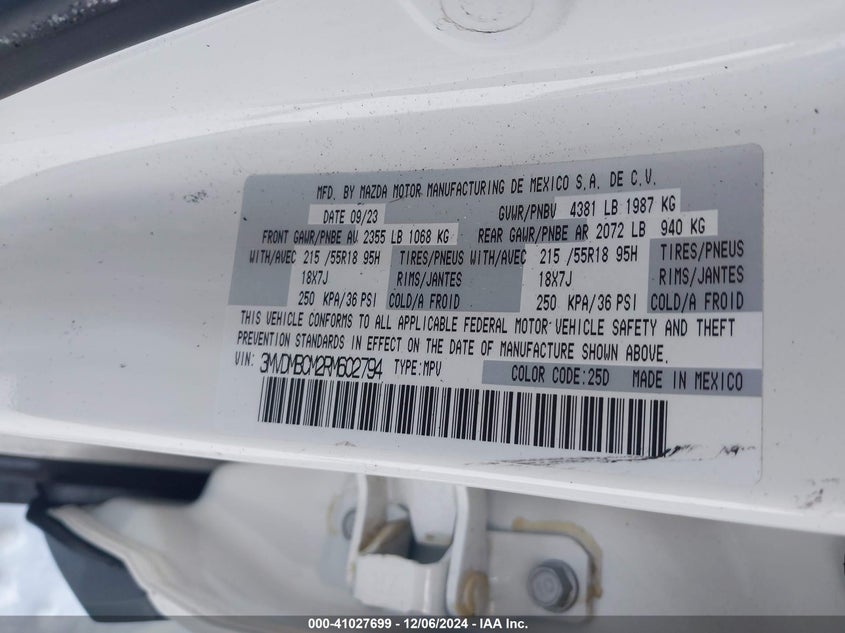 MFD. BY MAZDA MOTOR MANUFACTURING DE MEXICO S.A. DE C.V.
DATE 09/23 GVWR/PNBV 4381 LB 1987 KG
FRONT GAWR/PNBE AV 2355 LB 1068 KG REAR GAWR/PNBE AR 2072 LB 940 KG
WITH/AVEC 215 /55R18 95H TIRES/PNEUS WITH/AVEC 215 /55R18 95H TIRES/PNEUS
18X7J RIMS/JANTES 18X7J RIMS/JANTES
250 KPA/36 PSI COLD/A FROID 250 KPA/36 PSI COLD/A FROID
THIS VEHICLE CONFORMS TO ALL APPLICABLE FEDERAL MOTOR VEHICLE SAFETY AND THEFT
PREVENTION STANDARDS IN EFFECT ON THE DATE OF MANUFACTURE SHOWN ABOVE.
VIN: 3MVDMBCM2RM602794 TYPE:MPV COLOR CODE:25D MADE IN MEXICO
000-41027699 - 12/06/2024 - IAA Inc.